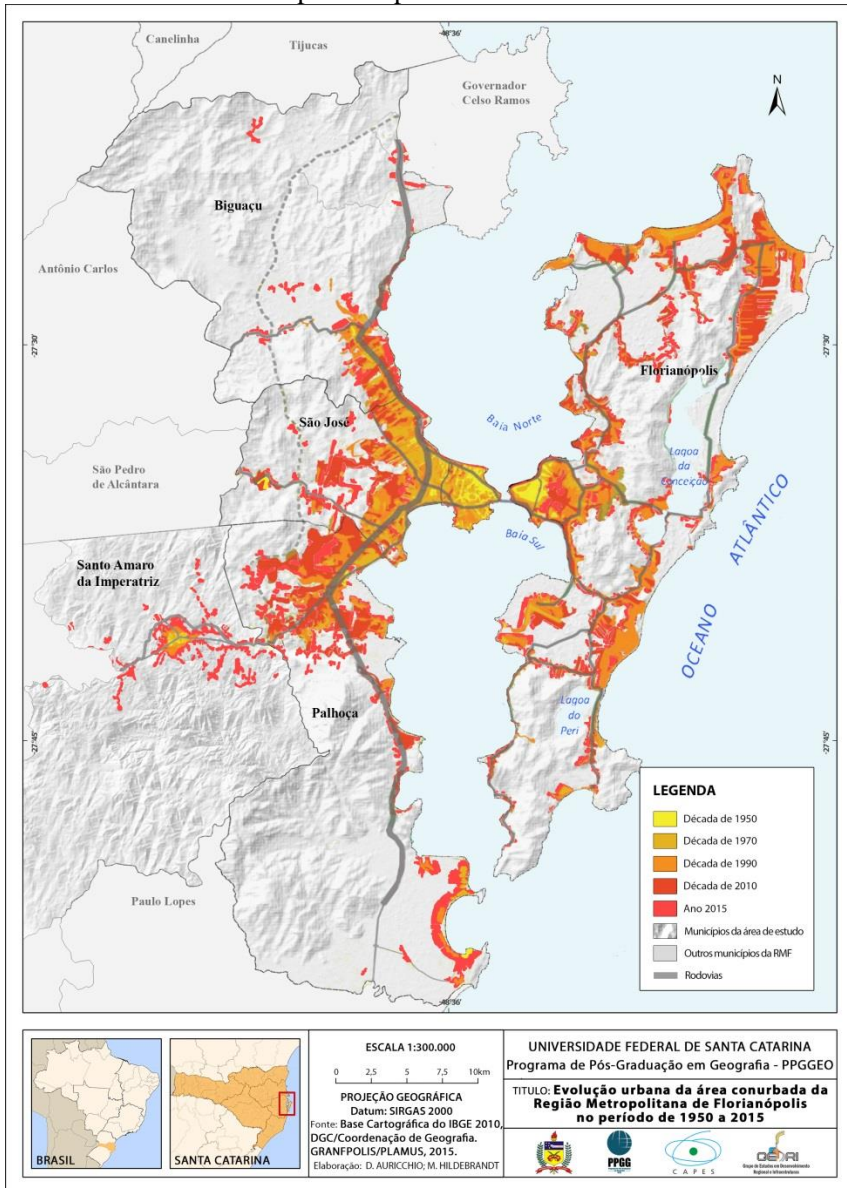 Canelinha
Tijucas
-48°36'
Governador
Celso Ramos
N
Biguaçu
Antônio Carlos
-27°30'
-27°30'
Florianópolis
São José
Baía Norte
Lagoa
da
Conceição
São Pedro
de Alcântara
Baía Sul
OCEANO ATLÂNTICO
Santo Amaro
da Imperatriz
Palhoça
Lagoa
do
Peri
-27°45'
-27°45'
Paulo Lopes
-48°36'
LEGENDA
Década de 1950
Década de 1970
Década de 1990
Década de 2010
Ano 2015
Municípios da área de estudo
Outros municípios da RMF
Rodovias
BRASIL
SANTA CATARINA
ESCALA 1:300.000
0 2,5 5 7,5 10km
PROJEÇÃO GEOGRÁFICA
Datum: SIRGAS 2000
Fonte: Base Cartográfica do IBGE 2010,
DGC/Coordenação de Geografia.
GRANFPOLIS/PLAMUS, 2015.
Elaboração: D. AURICCHIO; M. HILDEBRANDT
UNIVERSIDADE FEDERAL DE SANTA CATARINA
Programa de Pós-Graduação em Geografia - PPGGEO
TITULO: Evolução urbana da área conurbada da
Região Metropolitana de Florianópolis
no período de 1950 a 2015
PPGG
CAPES